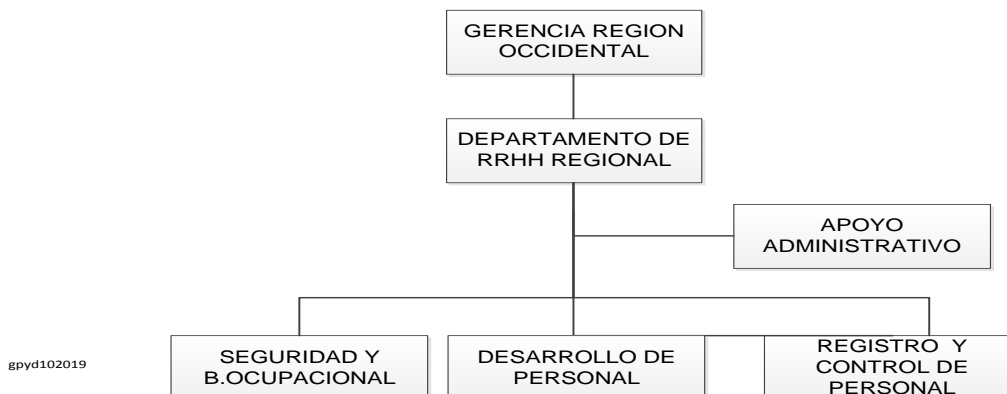 GERENCIA REGION
OCCIDENTAL
DEPARTAMENTO DE
RRHH REGIONAL
APOYO
ADMINISTRATIVO
gpyd102019
SEGURIDAD Y
B.OCUPACIONAL
DESARROLLO DE
PERSONAL
REGISTRO Y
CONTROL DE
PERSONAL